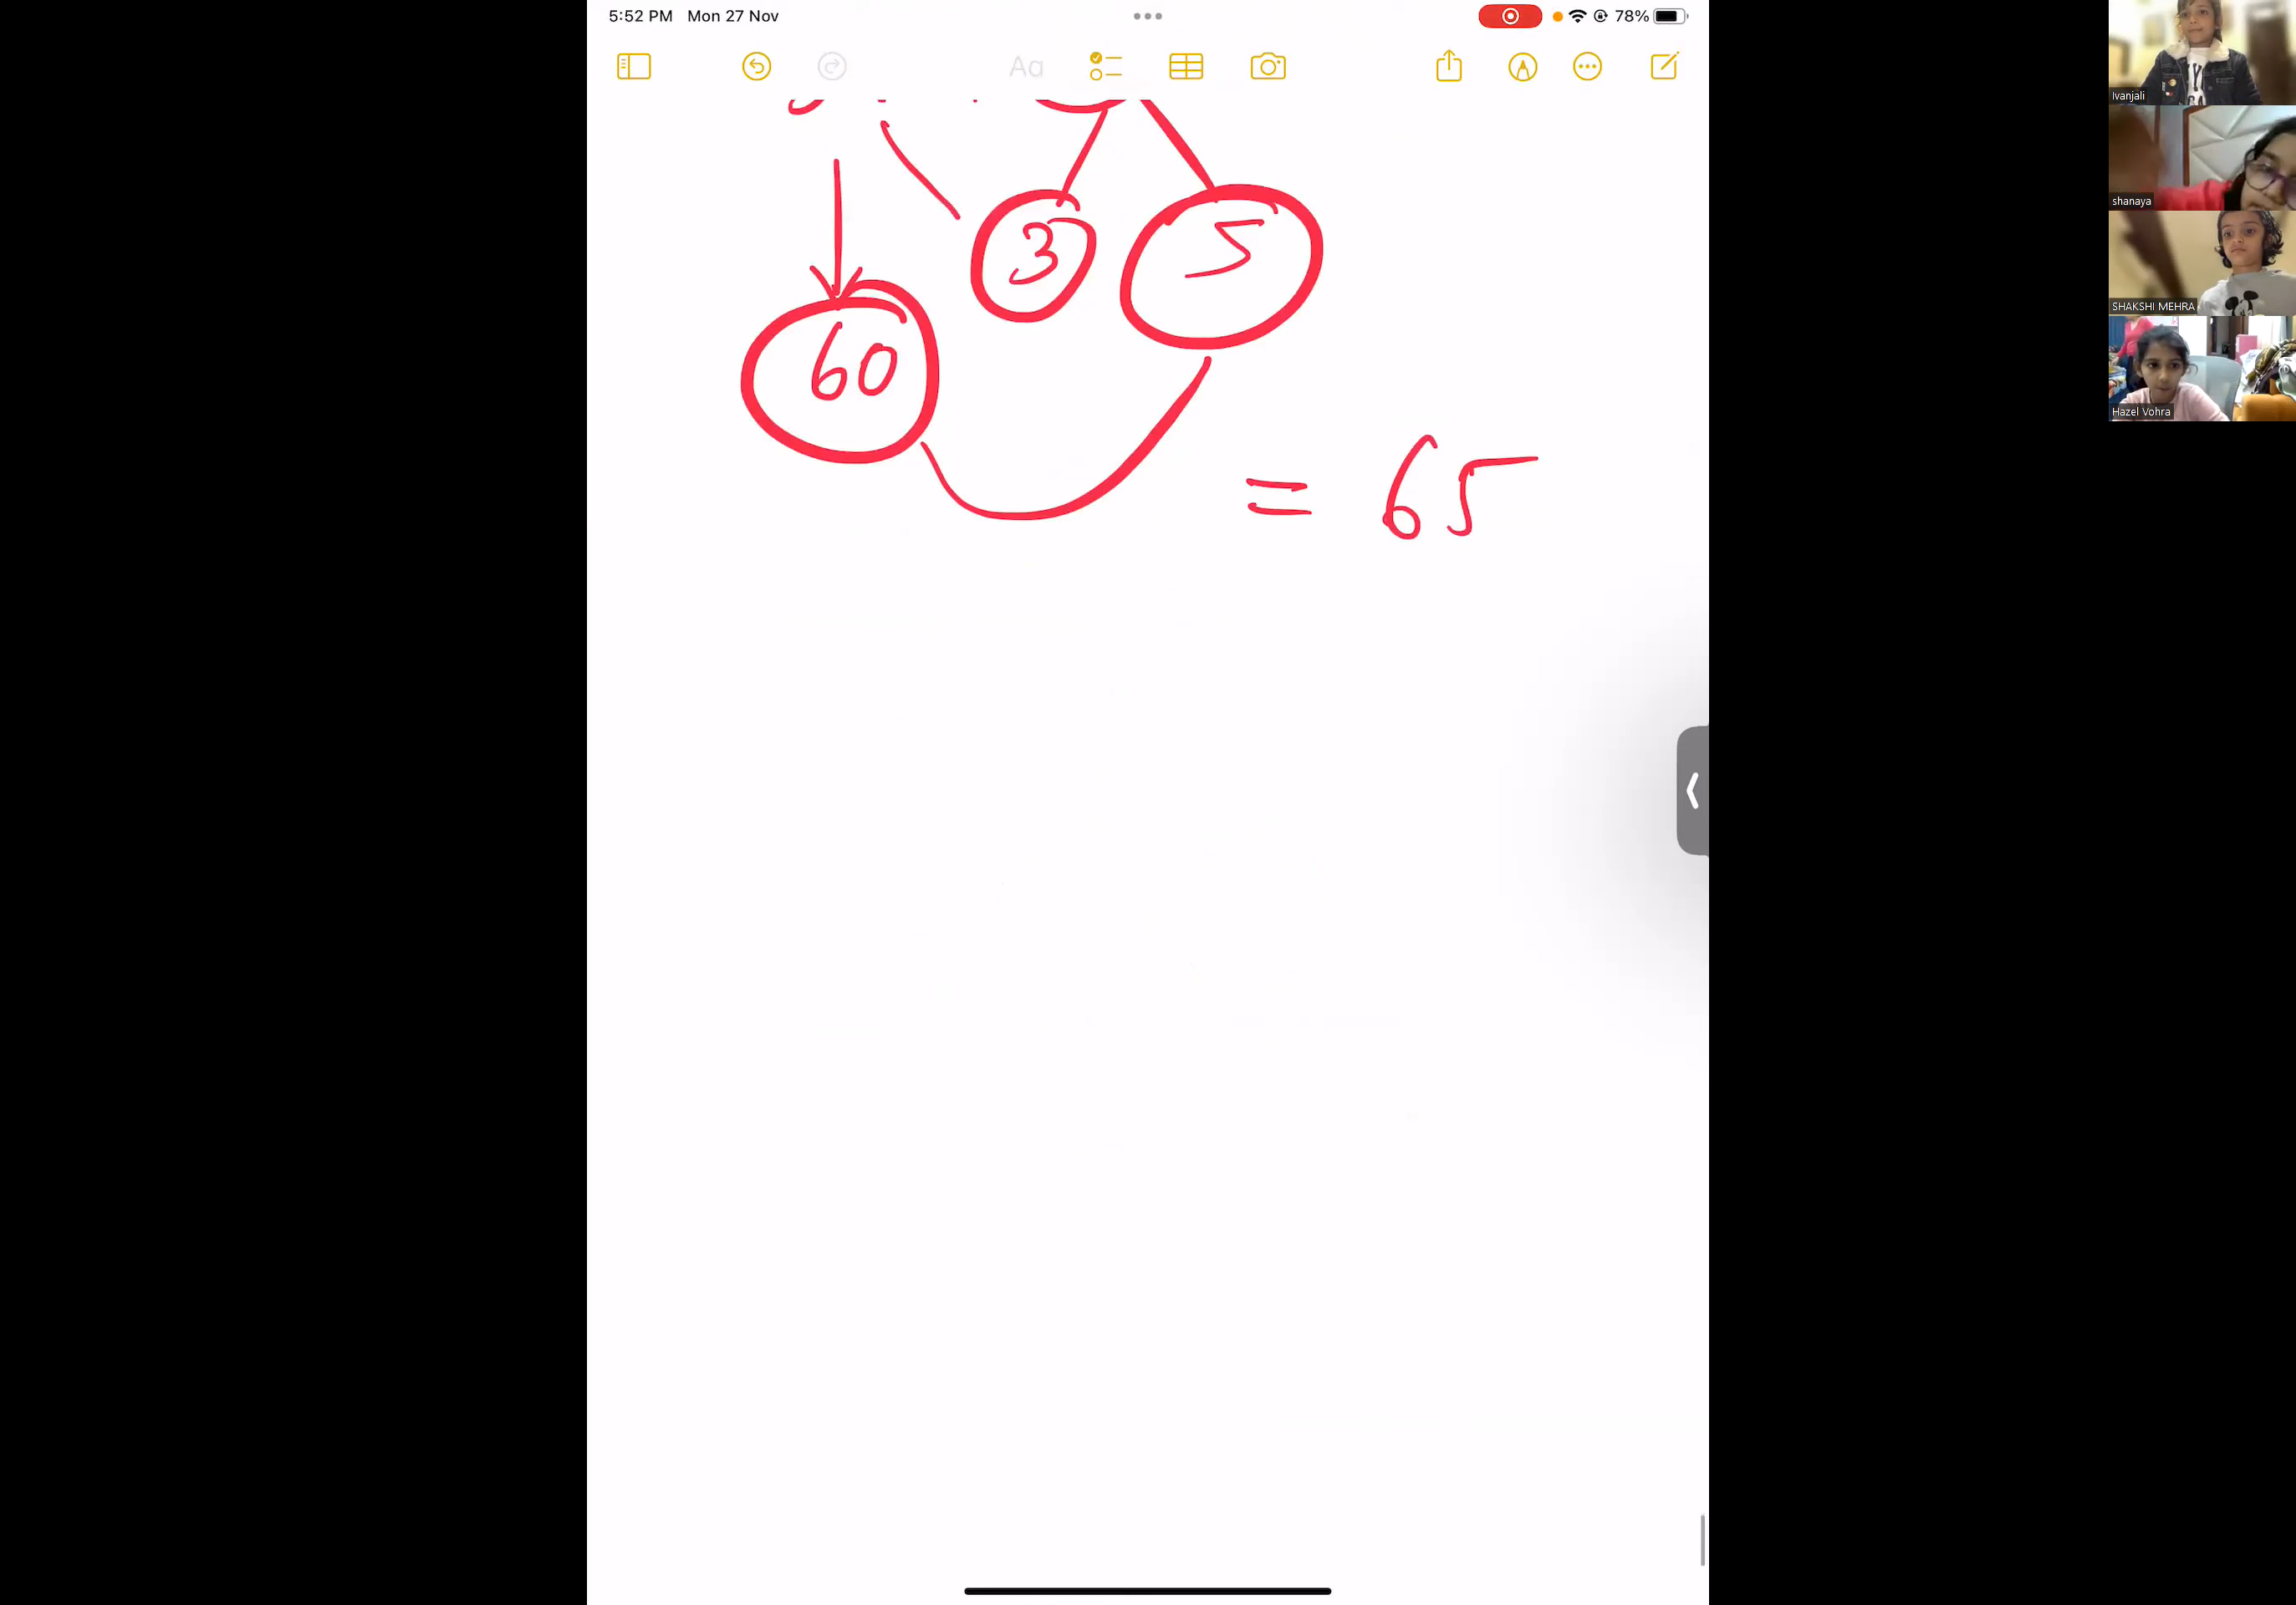 5:52 PM Mon 27 Nov
78%
Aa
3
5
60
= 65
Ivanjali
shanaya
SHAKSHI MEHRA
Hazel Vohra